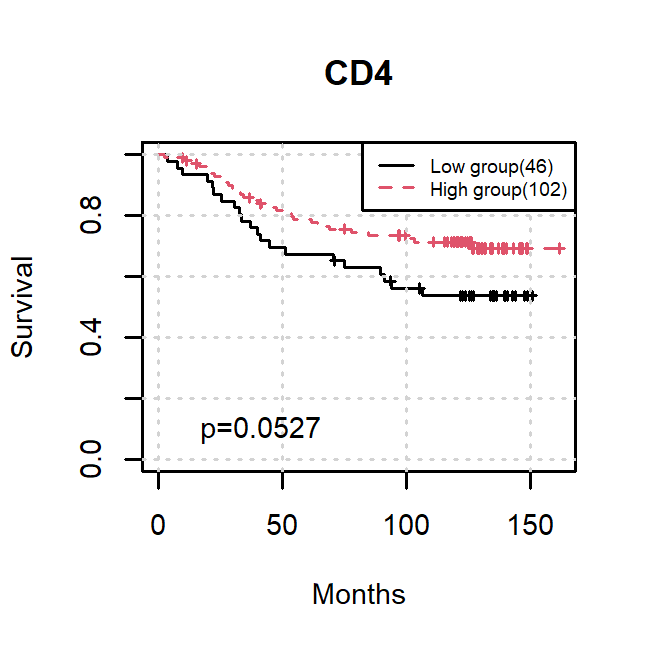 CD4
Low group(46)
High group(102)
Survival
0.8
0.4
0.0
p=0.0527
0 50 100 150
Months